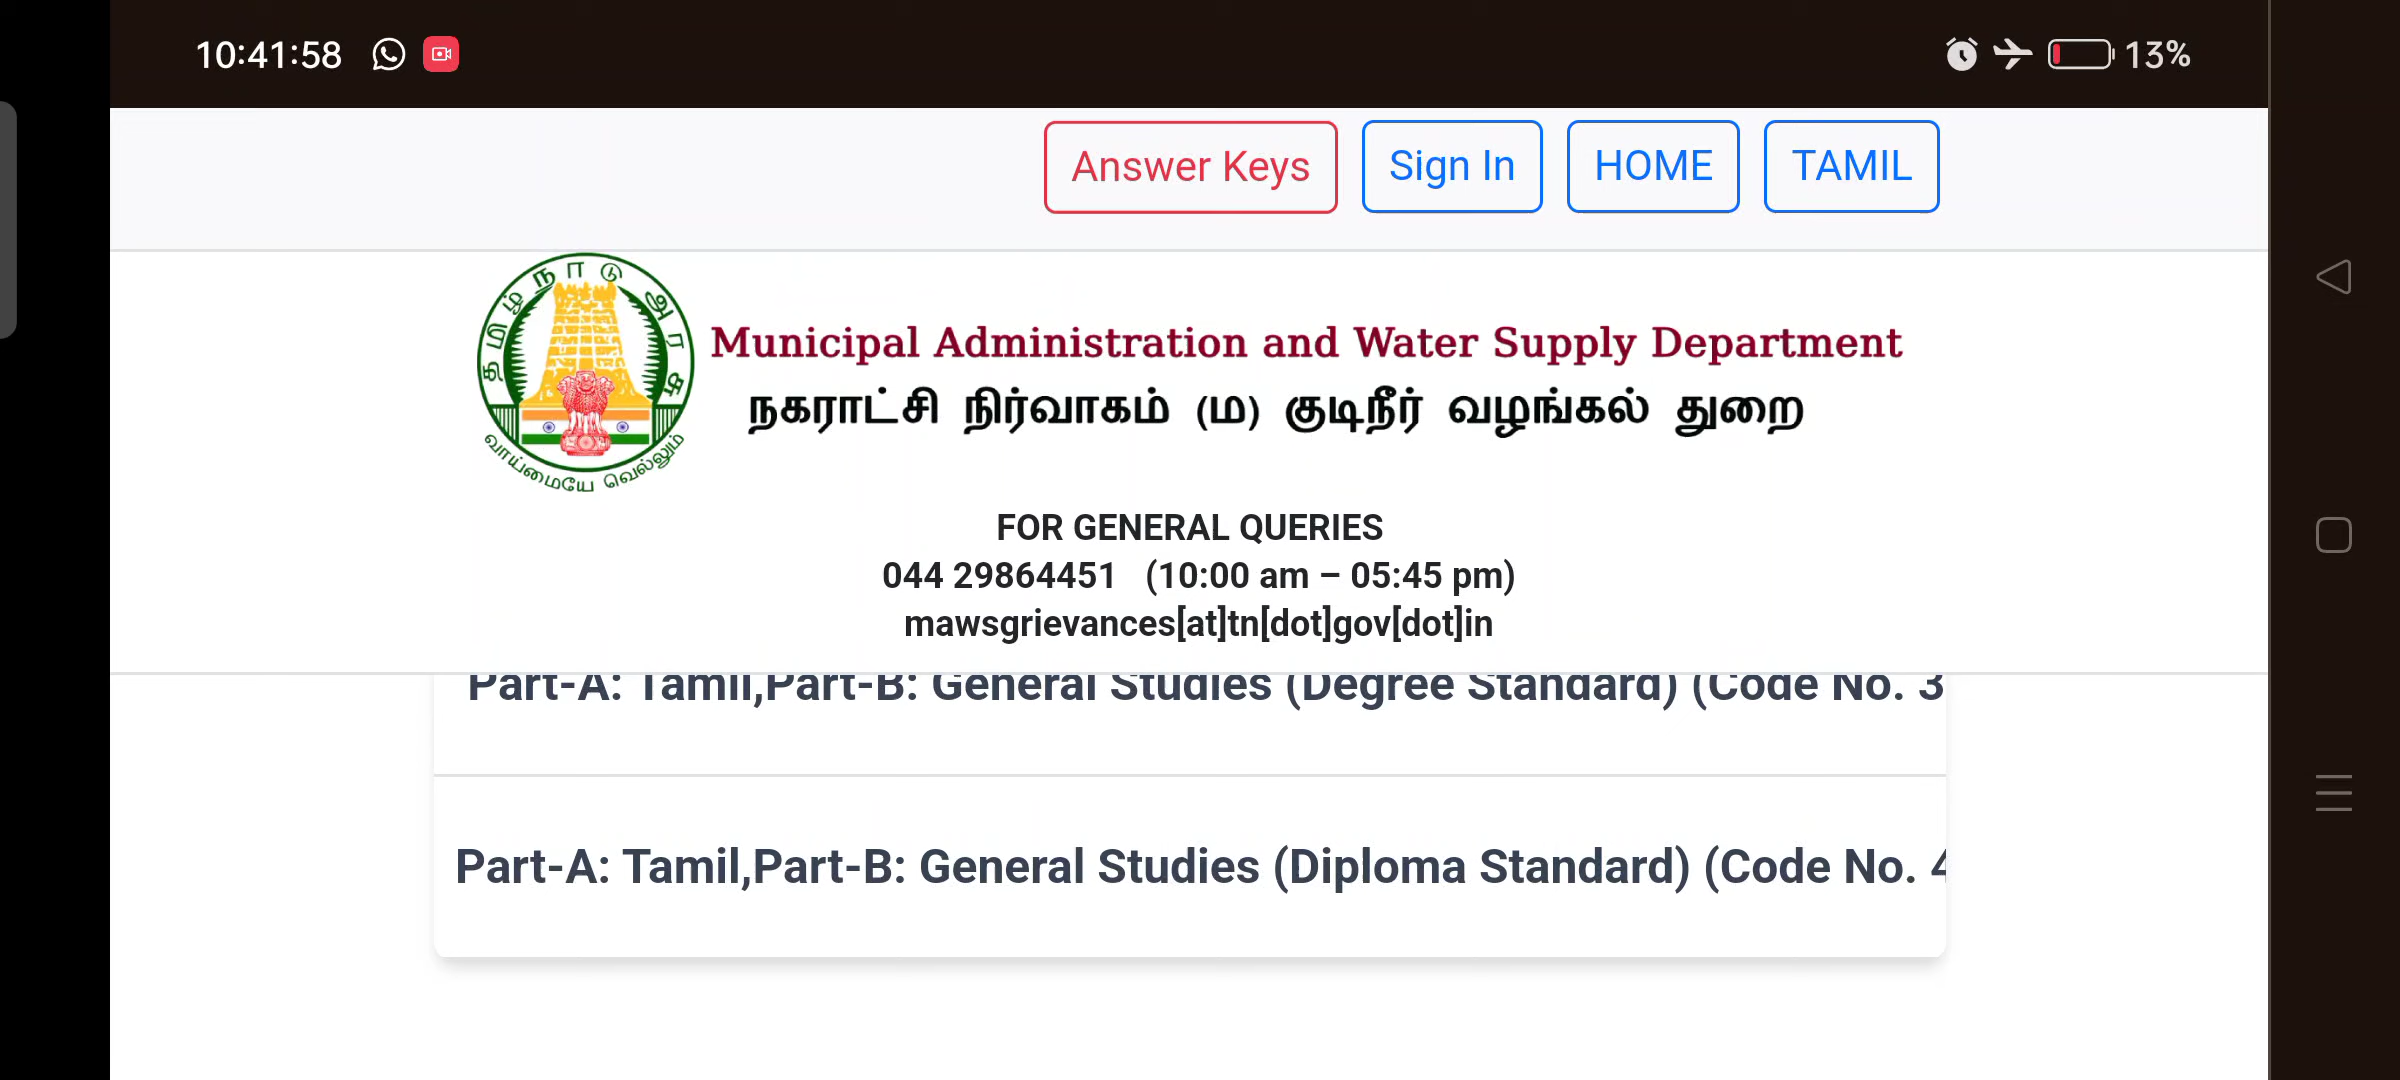 10:41:58
13%
Answer Keys
Sign In
HOME
TAMIL
தமிழ்நாடு அரசு
Municipal Administration and Water Supply Department
நகராட்சி நிர்வாகம் (ம) குடிநீர் வழங்கல் துறை
வாய்மையே வெல்லும்
FOR GENERAL QUERIES
044 29864451 (10:00 am – 05:45 pm)
mawsgrievances[at]tn[dot]gov[dot]in
Part-A: Tamil,Part-B: General Studies (Degree Standard) (Code No. 3
Part-A: Tamil,Part-B: General Studies (Diploma Standard) (Code No. 4